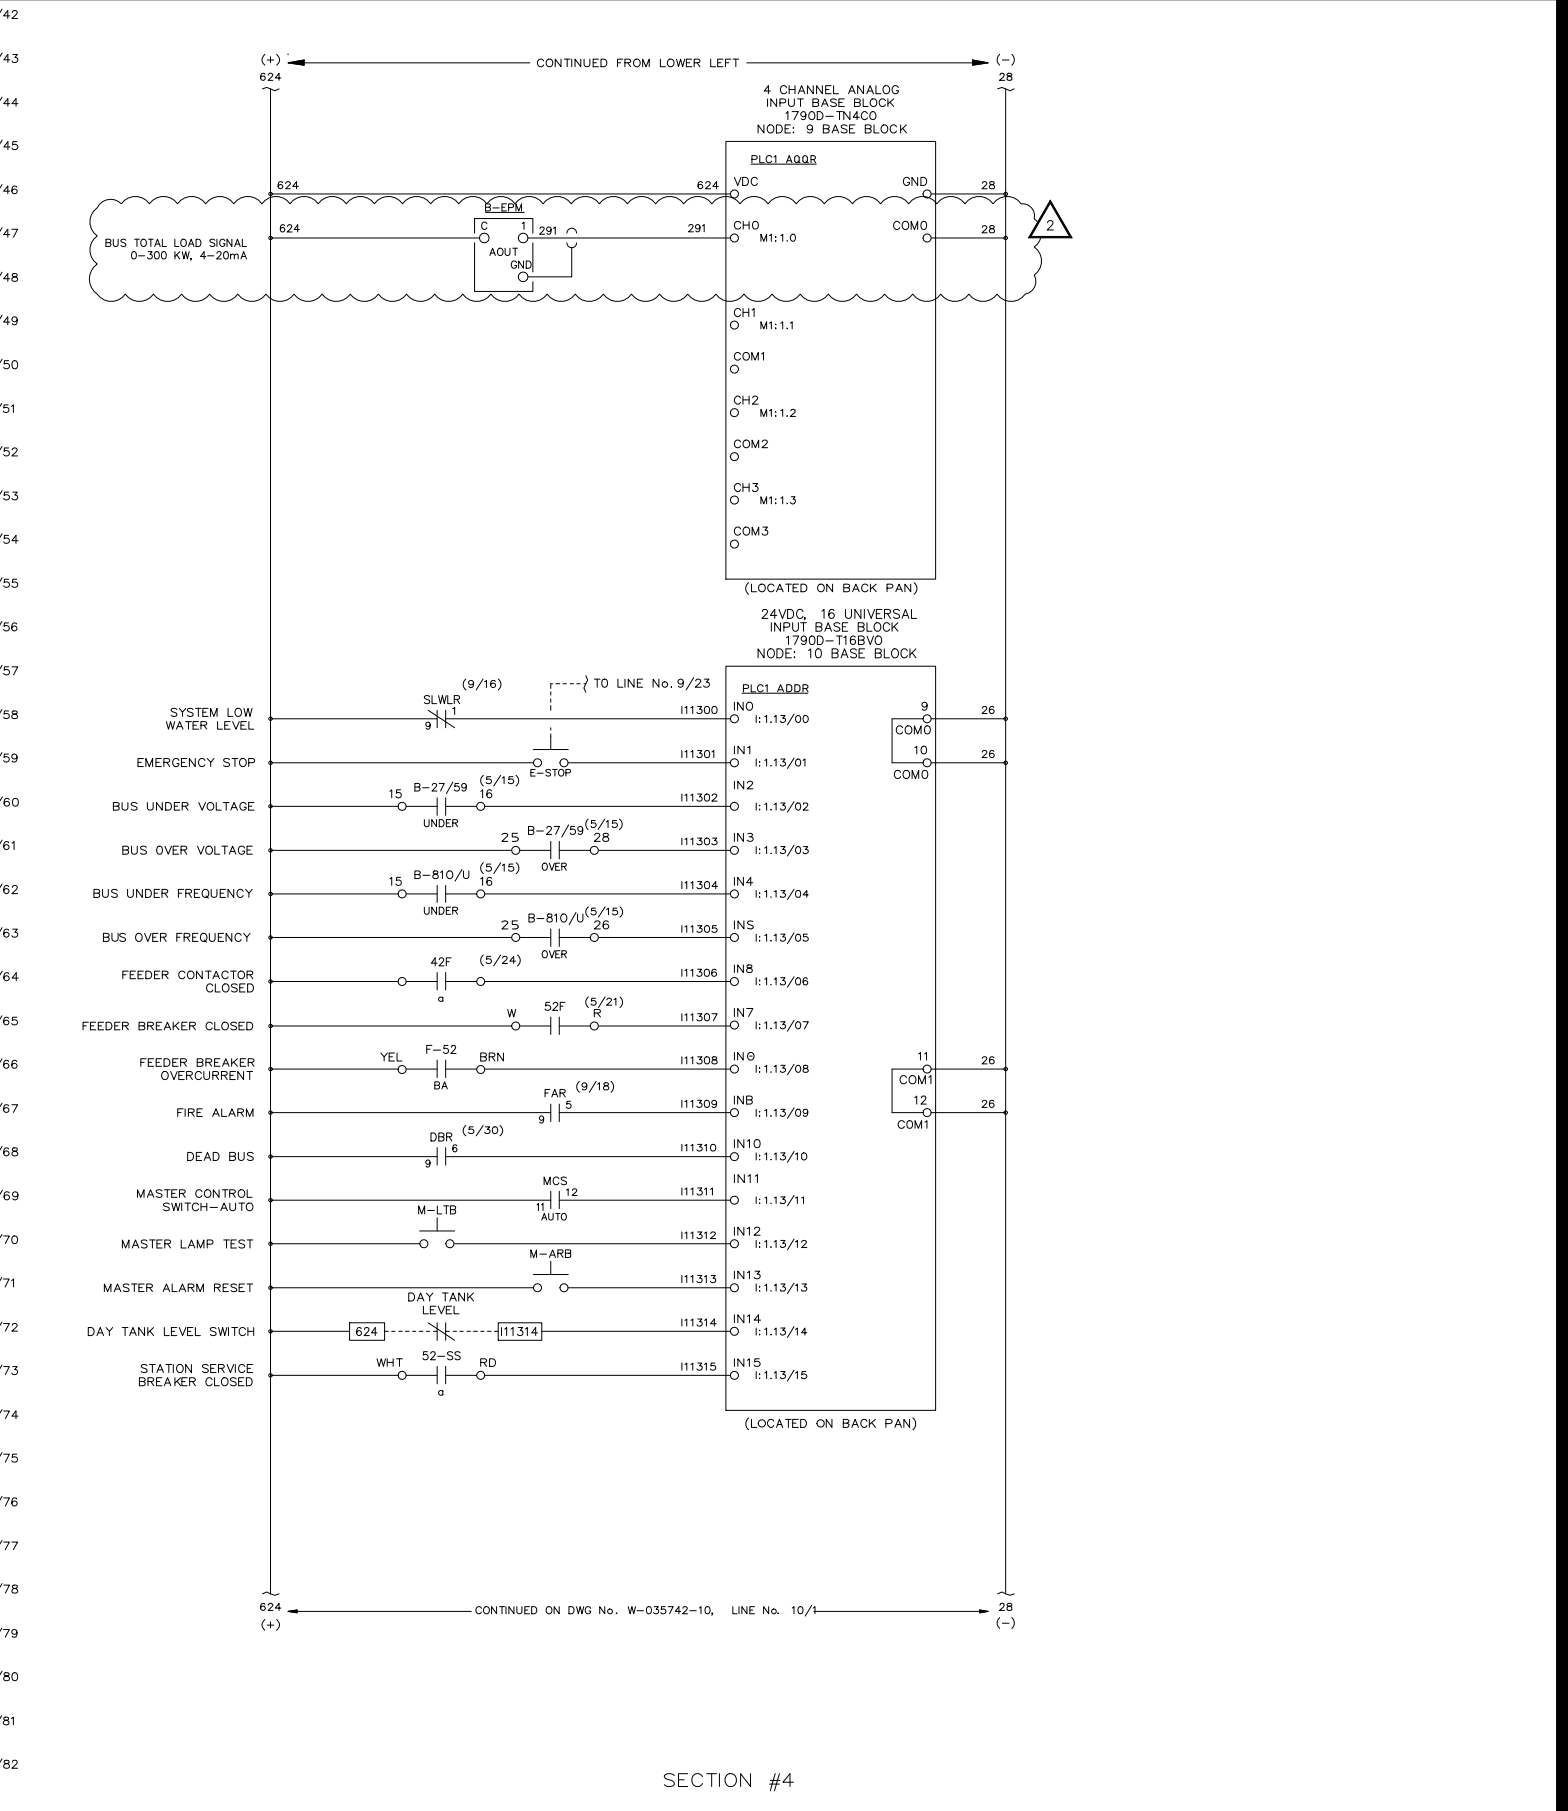 /42
/43
(+)
CONTINUED FROM LOWER LEFT
(-)
624
28
/44
4 CHANNEL ANALOG
INPUT BASE BLOCK
1790D-TN4C0
NODE: 9 BASE BLOCK
/45
PLC1 AQQR
/46
624
624
VDC
GND
28
/47
BUS TOTAL LOAD SIGNAL
0-300 KW, 4-20mA
624
B-EPM
C
1
AOUT
GND
291
291
CH0
M1:1.0
COM0
28
2
/48
/49
CH1
M1:1.1
/50
COM1
/51
CH2
M1:1.2
/52
COM2
/53
CH3
M1:1.3
/54
COM3
/55
(LOCATED ON BACK PAN)
/56
24VDC, 16 UNIVERSAL
INPUT BASE BLOCK
1790D-T16BV0
NODE: 10 BASE BLOCK
/57
(9/16)
TO LINE No. 9/23
PLC1 ADDR
/58
SYSTEM LOW
WATER LEVEL
SLWLR
9
1
I11300
IN0
I:1.13/00
9
COM0
26
/59
EMERGENCY STOP
E-STOP
I11301
IN1
I:1.13/01
10
COM0
26
/60
BUS UNDER VOLTAGE
15
B-27/59
(5/15)
16
UNDER
I11302
IN2
I:1.13/02
/61
BUS OVER VOLTAGE
25
B-27/59
(5/15)
28
OVER
I11303
IN3
I:1.13/03
/62
BUS UNDER FREQUENCY
15
B-810/U
(5/15)
16
UNDER
I11304
IN4
I:1.13/04
/63
BUS OVER FREQUENCY
25
B-810/U
(5/15)
26
OVER
I11305
INS
I:1.13/05
/64
FEEDER CONTACTOR
CLOSED
42F
(5/24)
a
I11306
IN8
I:1.13/06
/65
FEEDER BREAKER CLOSED
W
52F
(5/21)
R
I11307
IN7
I:1.13/07
/66
FEEDER BREAKER
OVERCURRENT
YEL
F-52
BRN
BA
I11308
I:1.13/08
11
COM1
26
/67
FIRE ALARM
FAR
(9/18)
9
5
I11309
INB
I:1.13/09
12
COM1
26
/68
DEAD BUS
DBR
(5/30)
9
6
I11310
IN10
I:1.13/10
/69
MASTER CONTROL
SWITCH-AUTO
MCS
11
12
AUTO
I11311
IN11
I:1.13/11
/70
MASTER LAMP TEST
M-LTB
I11312
IN12
I:1.13/12
/71
MASTER ALARM RESET
M-ARB
I11313
IN13
I:1.13/13
/72
DAY TANK LEVEL SWITCH
624
DAY TANK
LEVEL
I11314
I11314
IN14
I:1.13/14
/73
STATION SERVICE
BREAKER CLOSED
WHT
52-SS
RD
a
I11315
IN15
I:1.13/15
/74
(LOCATED ON BACK PAN)
/75
/76
/77
/78
624
(+)
CONTINUED ON DWG No. W-035742-10, LINE No. 10/1
28
(-)
/79
/80
/81
/82
SECTION #4